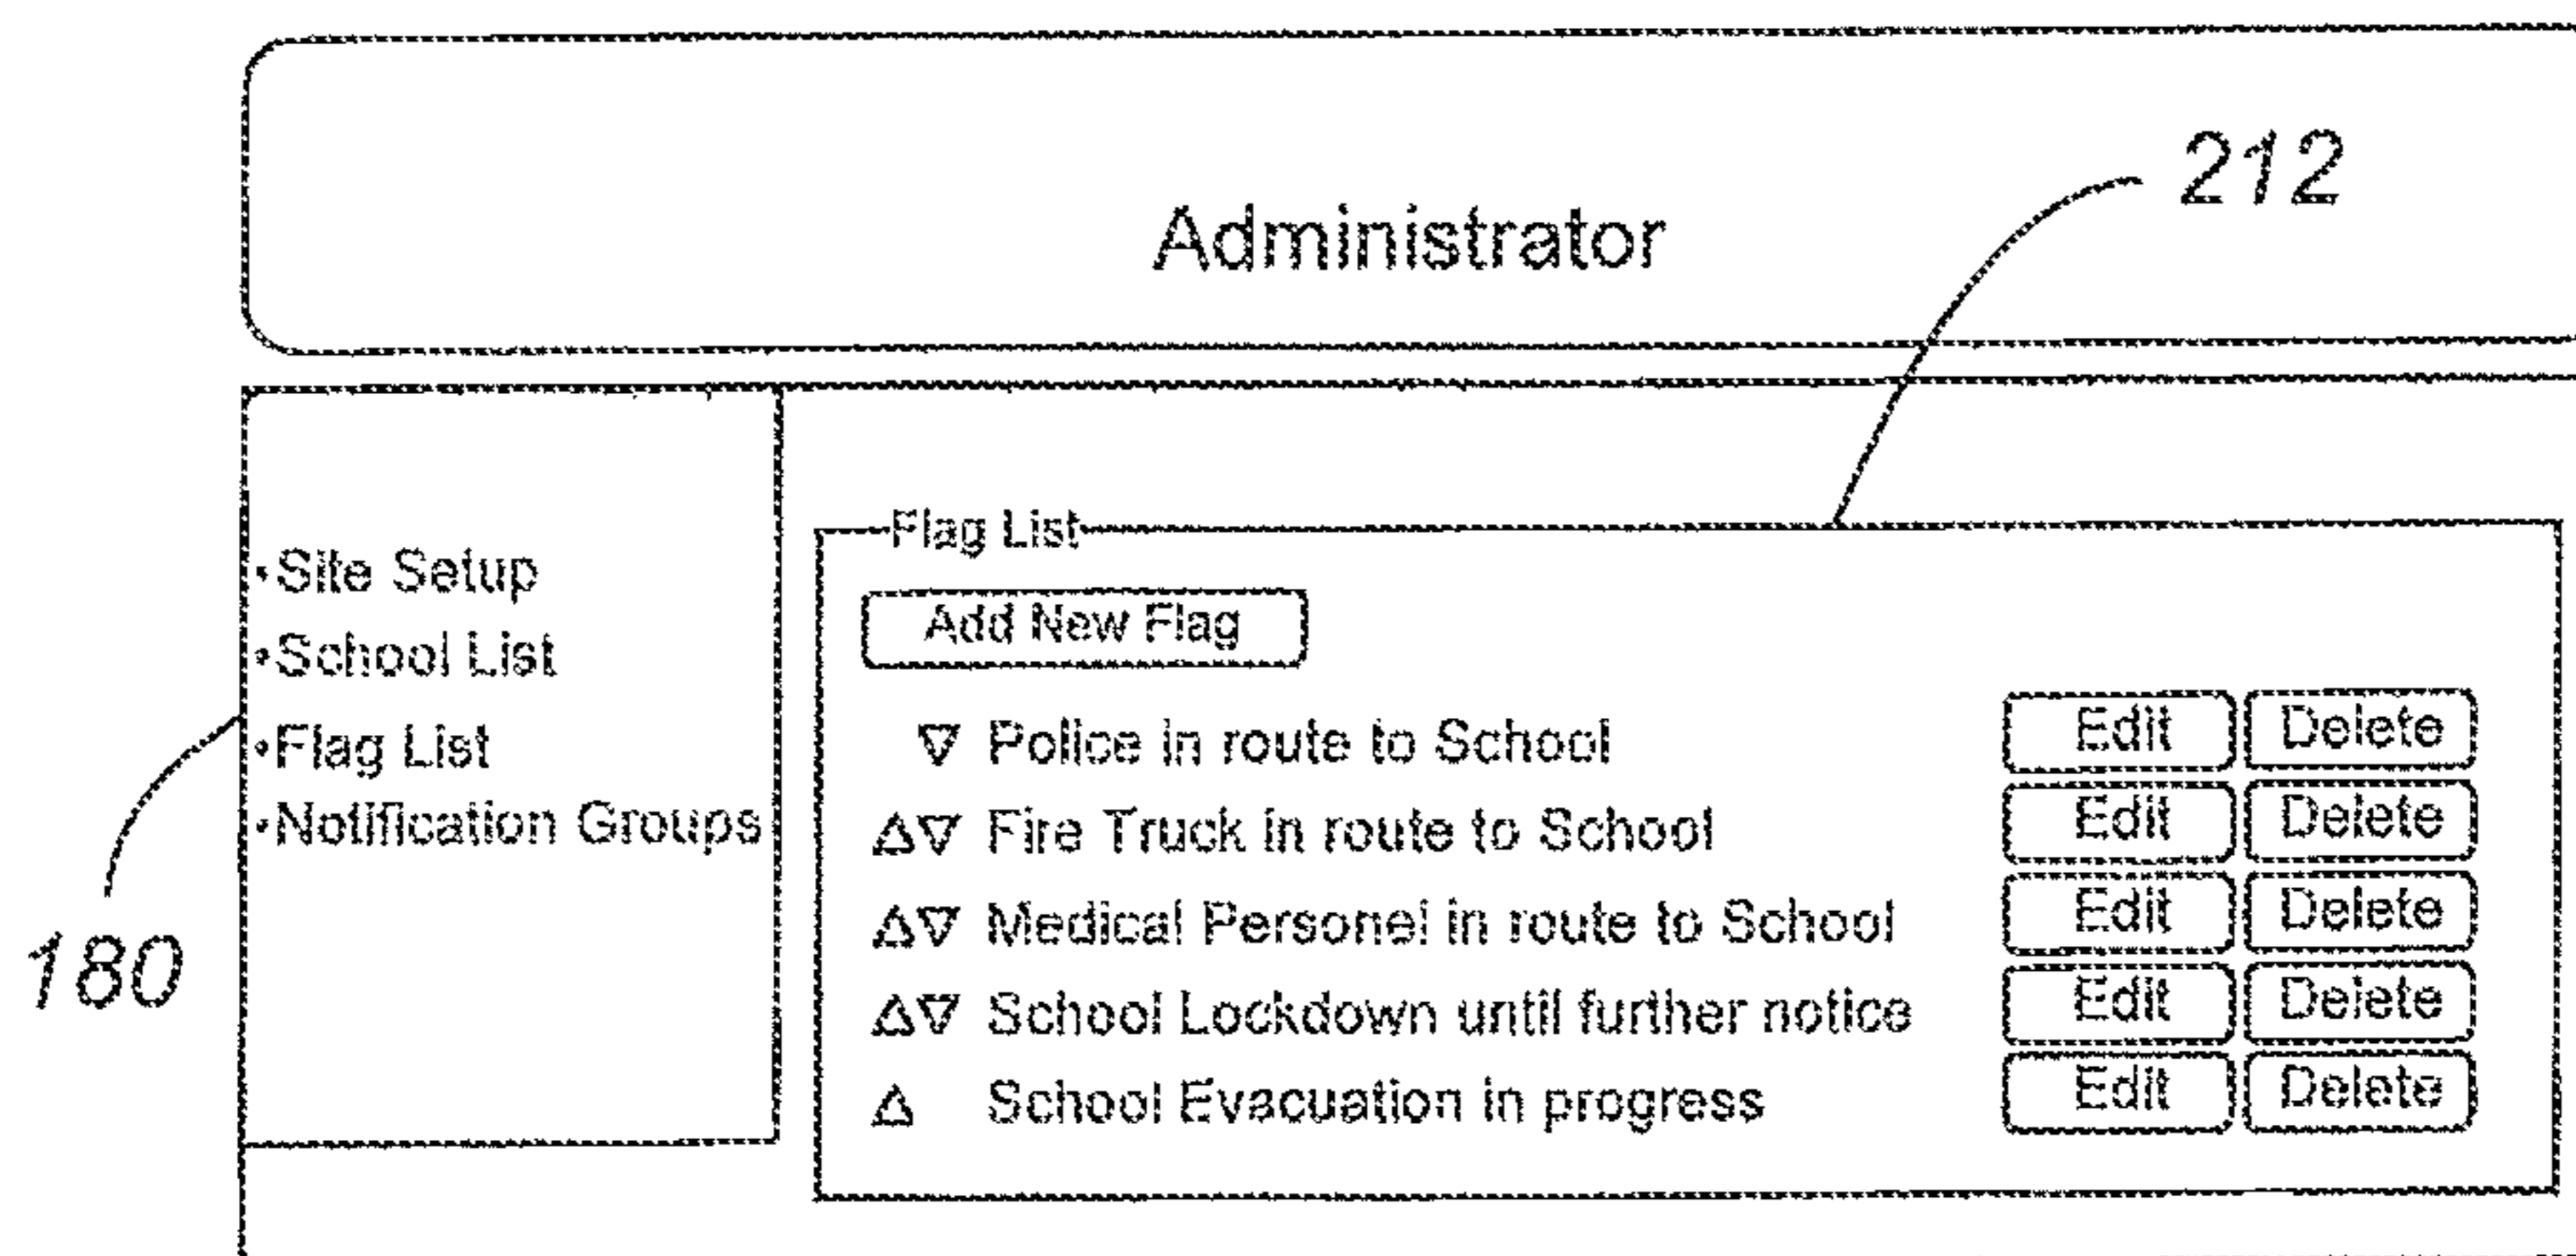 212
Administrator
Flag List
•Site Setup
•School List
•Flag List
•Notification Groups
180
Add New Flag
▽ Police in route to School Edit Delete
△▽ Fire Truck in route to School Edit Delete
△▽ Medical Personel in route to School Edit Delete
△▽ School Lockdown until further notice Edit Delete
△ School Evacuation in progress Edit Delete